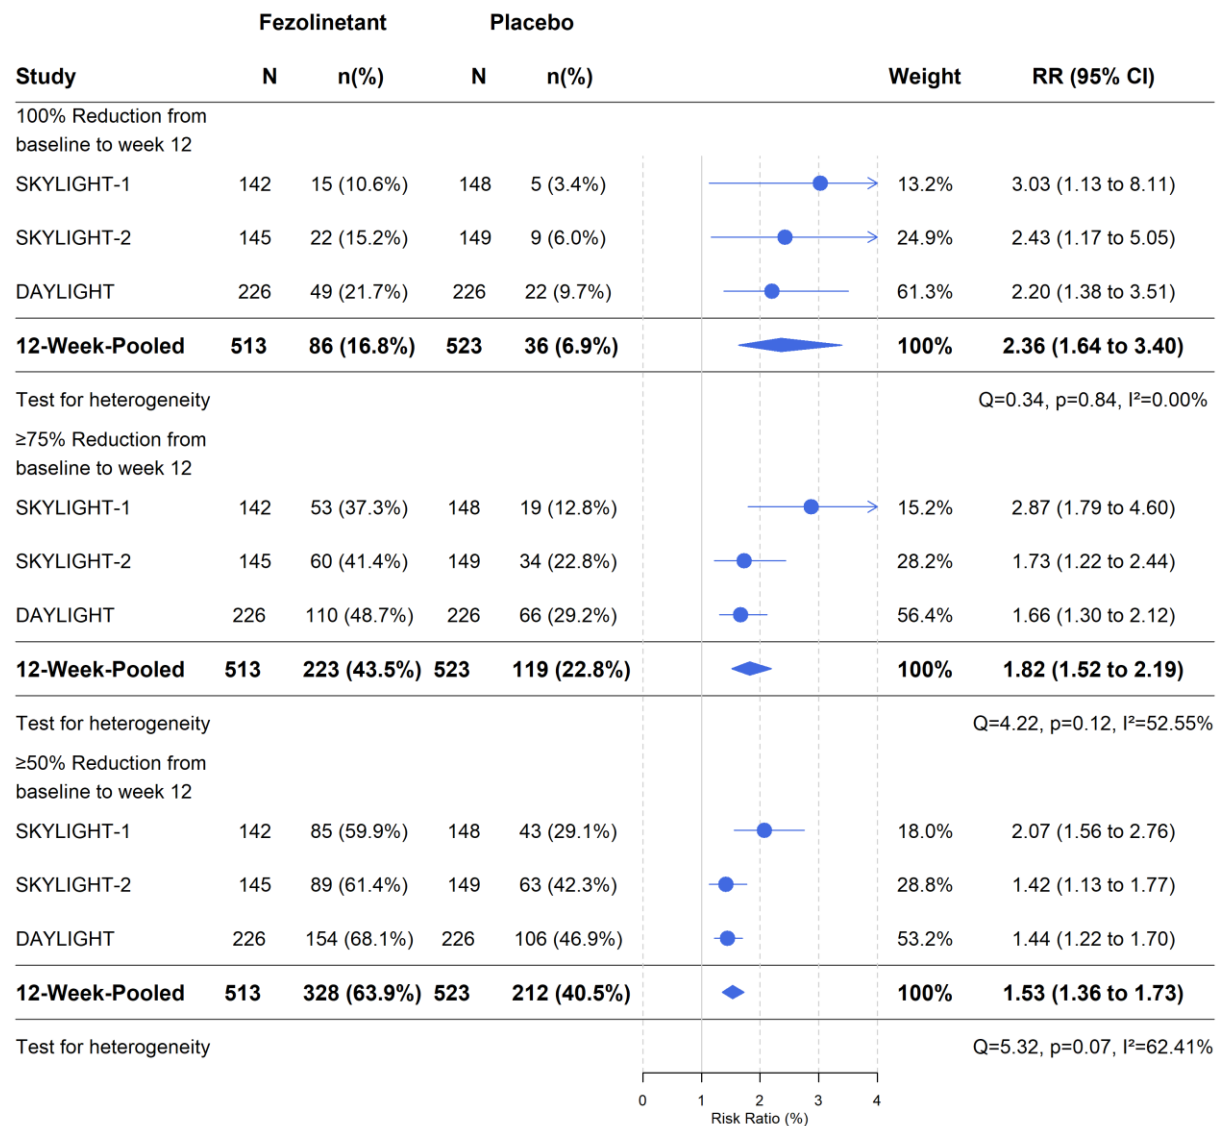 Fezolinetant Placebo
Study N n(%) N n(%) Weight RR (95% CI)
100% Reduction from
baseline to week 12
SKYLIGHT-1 142 15 (10.6%) 148 5 (3.4%) 13.2% 3.03 (1.13 to 8.11)
SKYLIGHT-2 145 22 (15.2%) 149 9 (6.0%) 24.9% 2.43 (1.17 to 5.05)
DAYLIGHT 226 49 (21.7%) 226 22 (9.7%) 61.3% 2.20 (1.38 to 3.51)
12-Week-Pooled 513 86 (16.8%) 523 36 (6.9%) 100% 2.36 (1.64 to 3.40)
Test for heterogeneity Q=0.34, p=0.84, I²=0.00%
≥75% Reduction from
baseline to week 12
SKYLIGHT-1 142 53 (37.3%) 148 19 (12.8%) 15.2% 2.87 (1.79 to 4.60)
SKYLIGHT-2 145 60 (41.4%) 149 34 (22.8%) 28.2% 1.73 (1.22 to 2.44)
DAYLIGHT 226 110 (48.7%) 226 66 (29.2%) 56.4% 1.66 (1.30 to 2.12)
12-Week-Pooled 513 223 (43.5%) 523 119 (22.8%) 100% 1.82 (1.52 to 2.19)
Test for heterogeneity Q=4.22, p=0.12, I²=52.55%
≥50% Reduction from
baseline to week 12
SKYLIGHT-1 142 85 (59.9%) 148 43 (29.1%) 18.0% 2.07 (1.56 to 2.76)
SKYLIGHT-2 145 89 (61.4%) 149 63 (42.3%) 28.8% 1.42 (1.13 to 1.77)
DAYLIGHT 226 154 (68.1%) 226 106 (46.9%) 53.2% 1.44 (1.22 to 1.70)
12-Week-Pooled 513 328 (63.9%) 523 212 (40.5%) 100% 1.53 (1.36 to 1.73)
Test for heterogeneity Q=5.32, p=0.07, I²=62.41%
0 1 2 3 4
Risk Ratio (%)